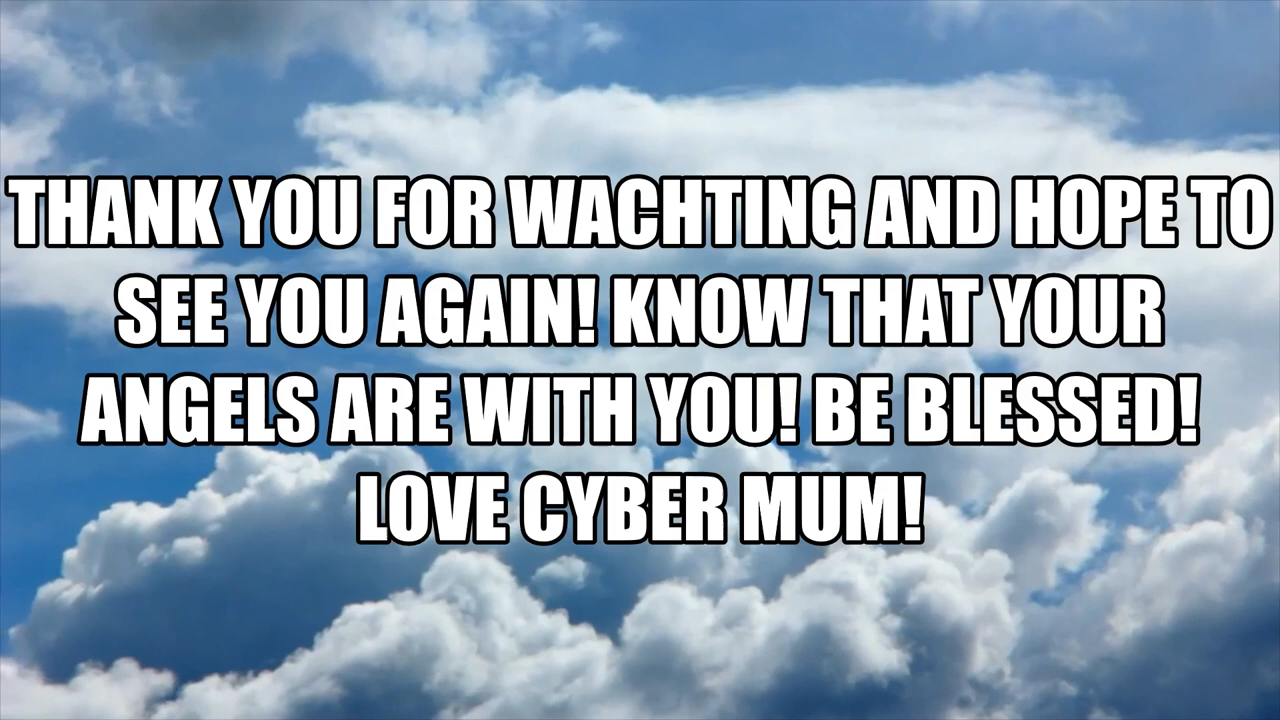 THANK YOU FOR WACHTING AND HOPE TO
SEE YOU AGAIN! KNOW THAT YOUR
ANGELS ARE WITH YOU! BE BLESSED!
LOVE CYBER MUM!